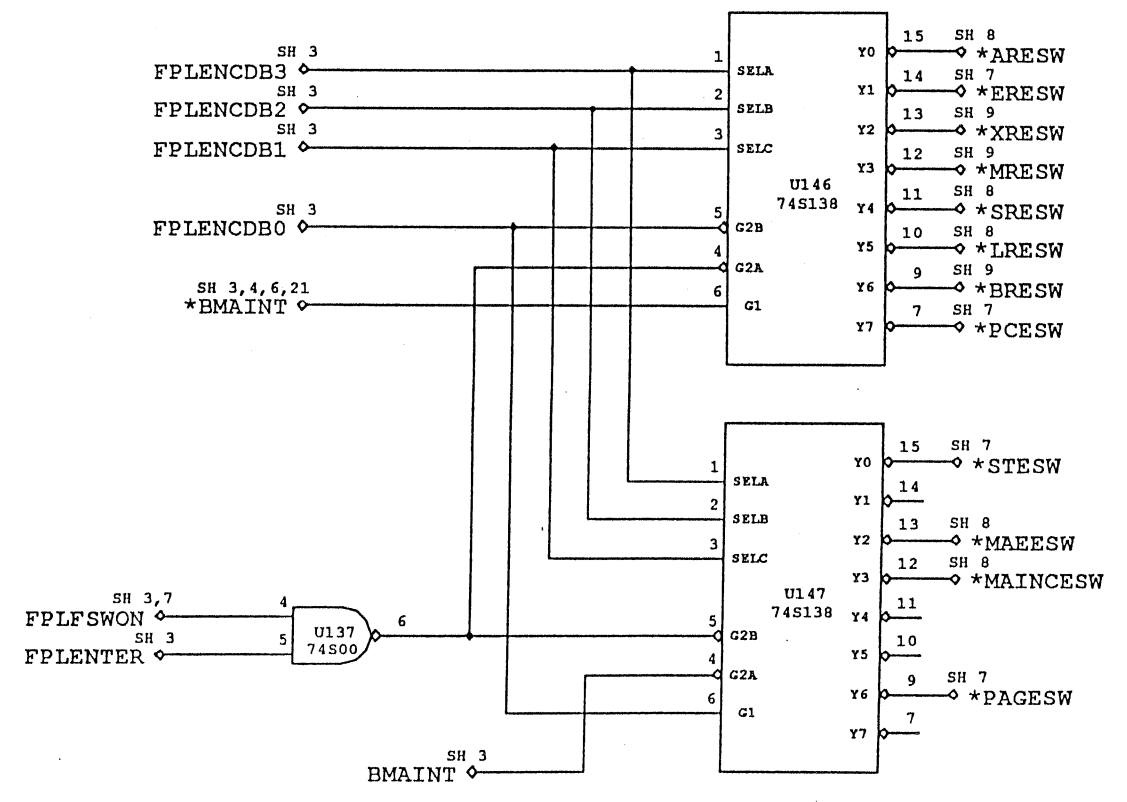 SH 3
FPLENCDB3
SH 3
FPLENCDB2
SH 3
FPLENCDB1
SH 3
FPLENCDB0
SH 3,4,6,21
*BMAINT
1 SELA
2 SELB
3 SELC
5 G2B
4 G2A
6 G1
U146
74S138
Y0 15 SH 8 *ARESW
Y1 14 SH 7 *ERESW
Y2 13 SH 9 *XRESW
Y3 12 SH 9 *MRESW
Y4 11 SH 8 *SRESW
Y5 10 SH 8 *LRESW
Y6 9 SH 9 *BRESW
Y7 7 SH 7 *PCESW
SH 3,7
FPLFSWON
SH 3
FPLENTER
4
5
U137
74S00
6
SH 3
BMAINT
1 SELA
2 SELB
3 SELC
5 G2B
4 G2A
6 G1
U147
74S138
Y0 15 SH 7 *STESW
Y1 14
Y2 13 SH 8 *MAEESW
Y3 12 SH 8 *MAINCESW
Y4 11
Y5 10
Y6 9 SH 7 *PAGESW
Y7 7